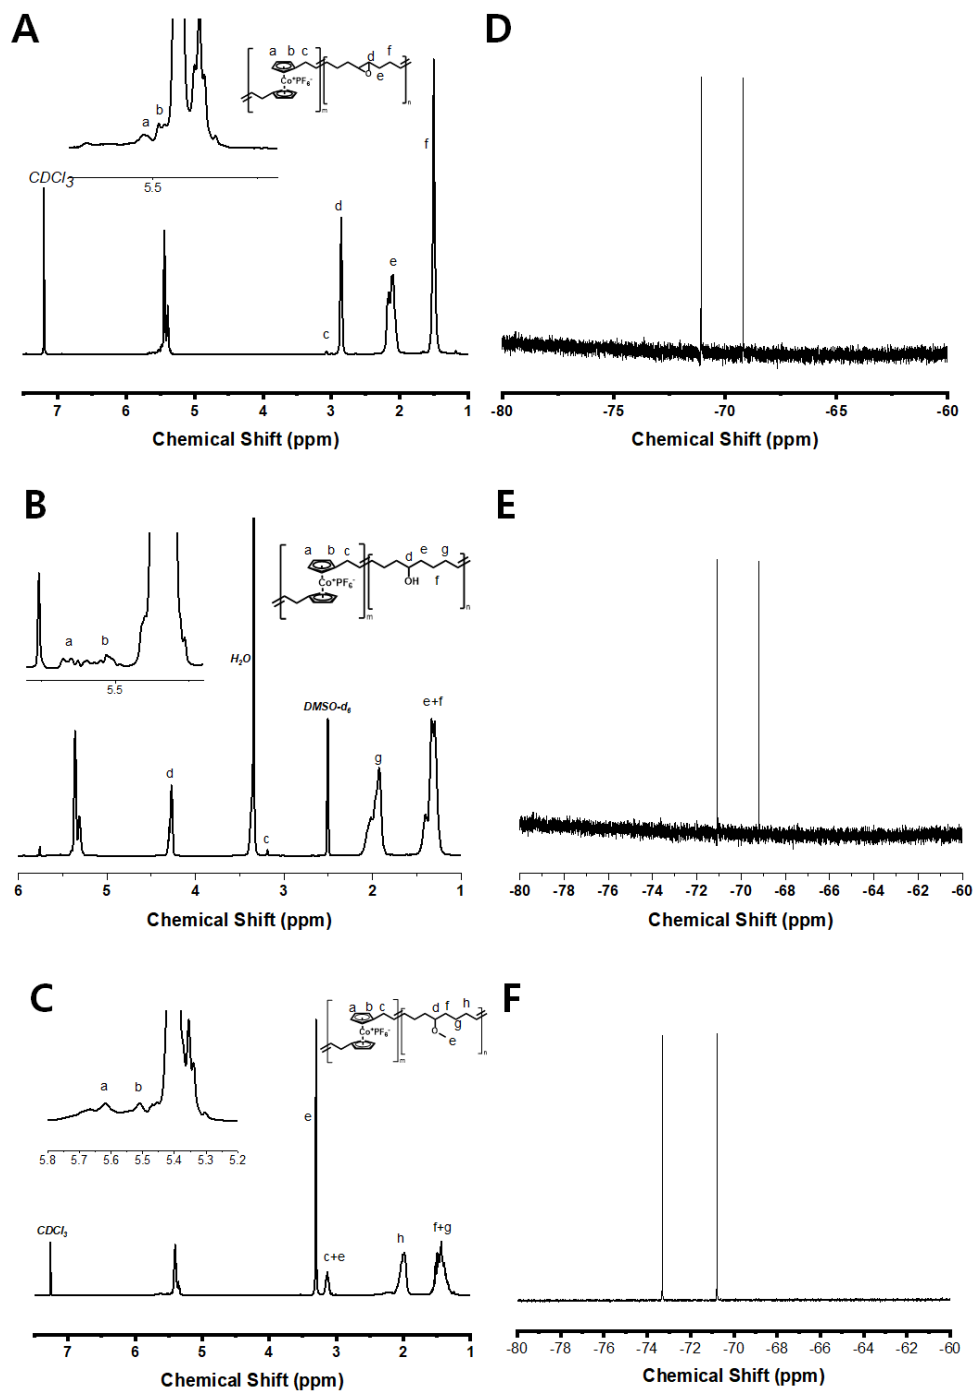 A
a b c d f
Co⁺PF₆⁻
O
e
m
n
a
b
5.5
CDCl₃
f
d
e
c
7 6 5 4 3 2 1
Chemical Shift (ppm)
D
-80 -75 -70 -65 -60
Chemical Shift (ppm)
B
a b c d e g
f
Co⁺PF₆⁻
OH
m
n
a
b
5.5
H₂O
DMSO-d₆
e+f
g
d
c
6 5 4 3 2 1
Chemical Shift (ppm)
E
-80 -78 -76 -74 -72 -70 -68 -66 -64 -62 -60
Chemical Shift (ppm)
C
a b c d f h
g
Co⁺PF₆⁻
O
e
m
n
a
b
5.8 5.7 5.6 5.5 5.4 5.3 5.2
CDCl₃
e
c+e
h
f+g
7 6 5 4 3 2 1
Chemical Shift (ppm)
F
-80 -78 -76 -74 -72 -70 -68 -66 -64 -62 -60
Chemical Shift (ppm)